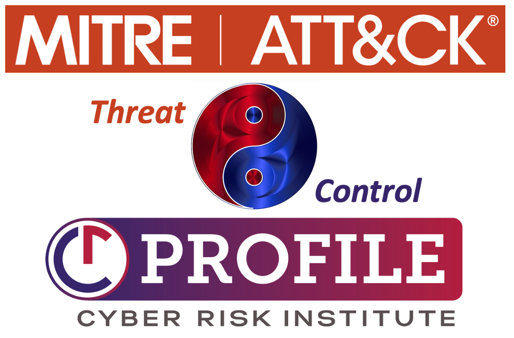 MITRE | ATT&CK®
Threat
Control
PROFILE
CYBER RISK INSTITUTE